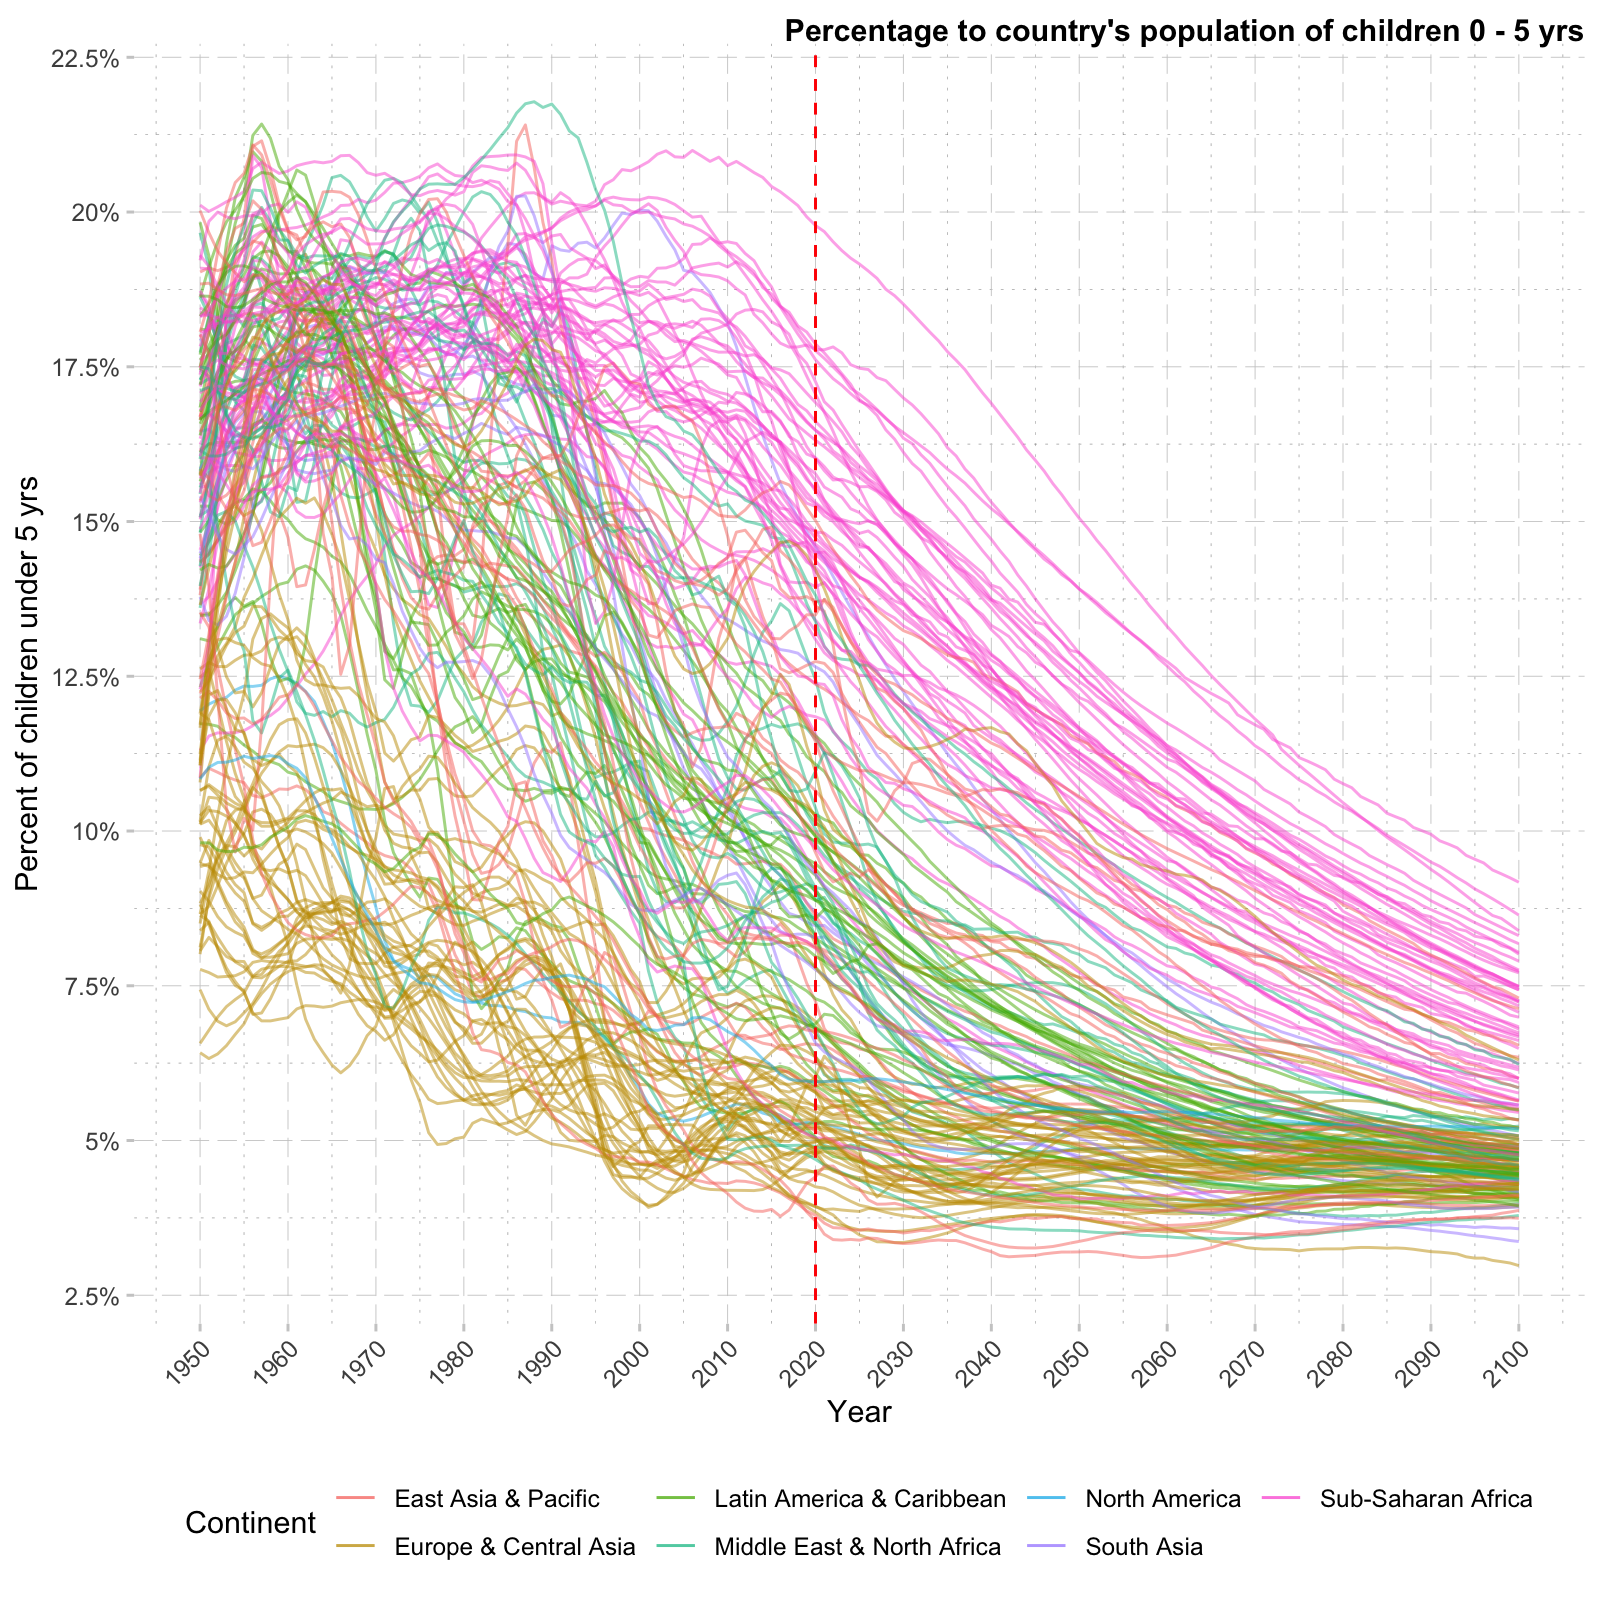 Percentage to country's population of children 0 - 5 yrs
22.5%
20%
17.5%
15%
12.5%
10%
7.5%
5%
2.5%
Percent of children under 5 yrs
1950 1960 1970 1980 1990 2000 2010 2020 2030 2040 2050 2060 2070 2080 2090 2100
Year
Continent
East Asia & Pacific Latin America & Caribbean North America Sub-Saharan Africa
Europe & Central Asia Middle East & North Africa South Asia